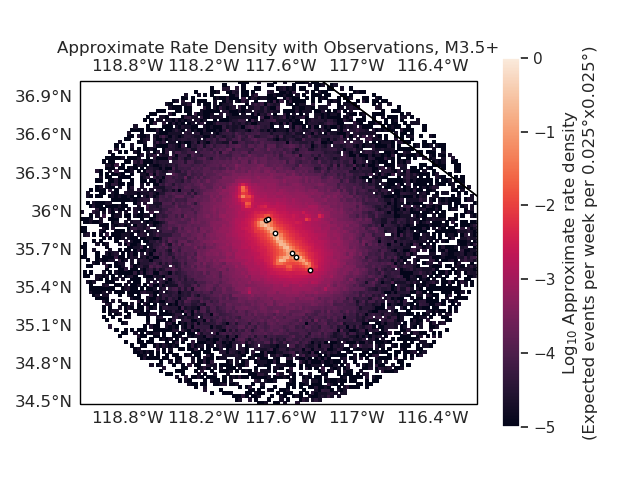 Approximate Rate Density with Observations, M3.5+
118.8°W 118.2°W 117.6°W 117°W 116.4°W
36.9°N
36.6°N
36.3°N
36°N
35.7°N
35.4°N
35.1°N
34.8°N
34.5°N
118.8°W 118.2°W 117.6°W 117°W 116.4°W
0
−1
−2
−3
−4
−5
Log₁₀ Approximate rate density
(Expected events per week per 0.025°x0.025°)